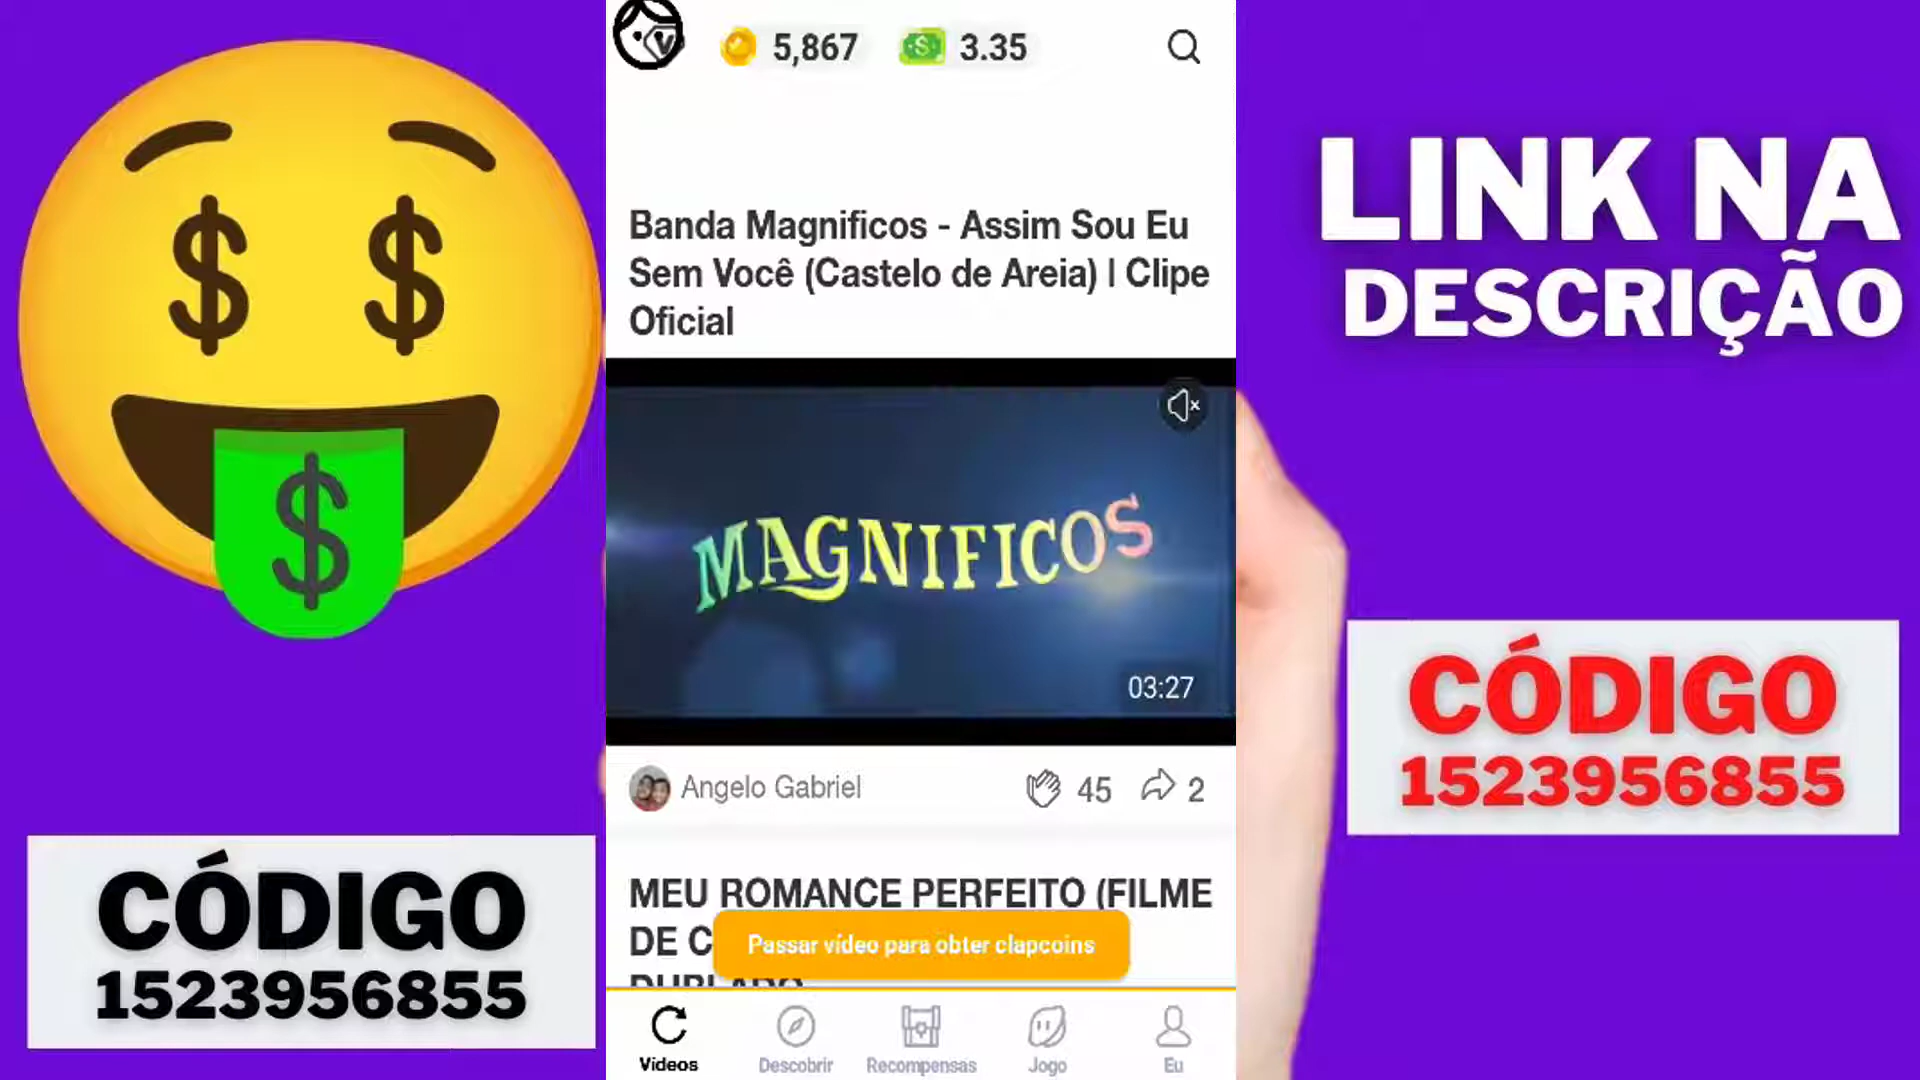 5,867
3.35
Banda Magnificos - Assim Sou Eu
Sem Você (Castelo de Areia) | Clipe
Oficial
MAGNIFICOS
03:27
Angelo Gabriel
45
2
MEU ROMANCE PERFEITO (FILME
DE C
Passar vídeo para obter clapcoins
DUBLADO
Vídeos
Descobrir
Recompensas
Jogo
Eu
LINK NA
DESCRIÇÃO
CÓDIGO
1523956855
CÓDIGO
1523956855